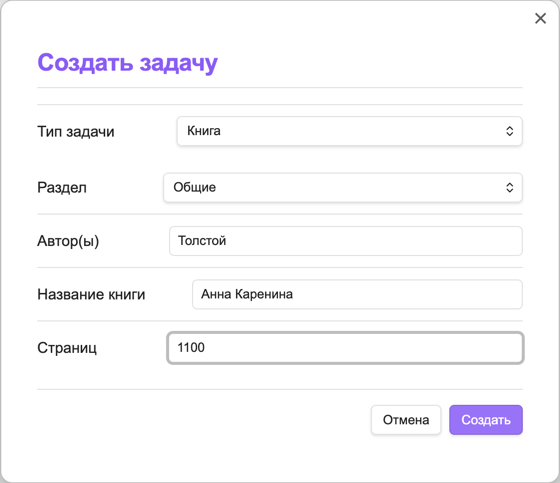 Создать задачу
Тип задачи Книга
Раздел Общие
Автор(ы) Толстой
Название книги Анна Каренина
Страниц 1100
Отмена Создать